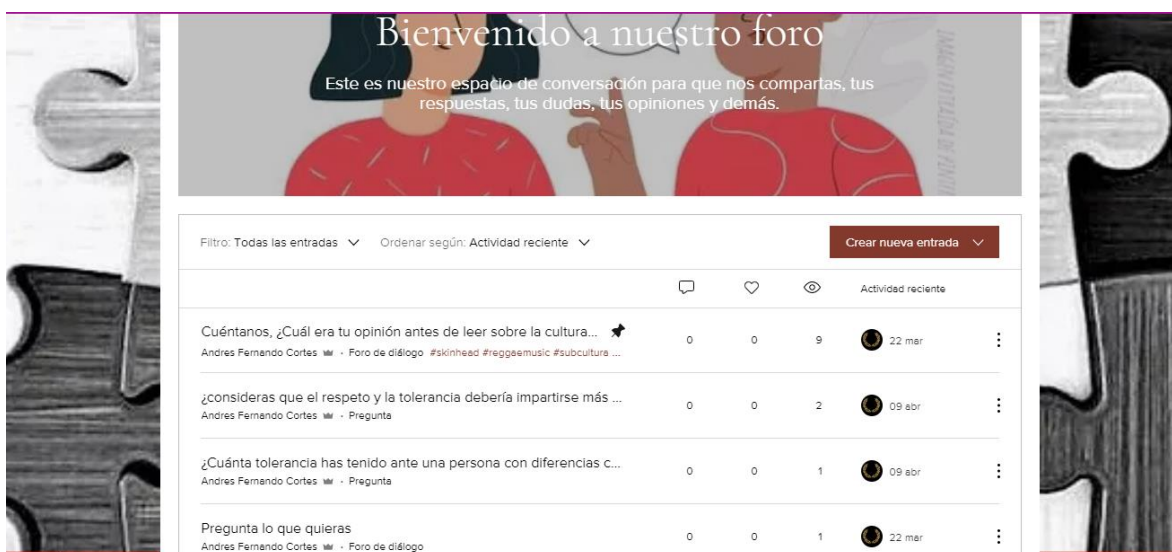 Bienvenido a nuestro foro
Este es nuestro espacio de conversación para que nos compartas, tus
respuestas, tus dudas, tus opiniones y demás.
Filtro: Todas las entradas Ordenar según: Actividad reciente Crear nueva entrada
Actividad reciente
Cuéntanos, ¿Cuál era tu opinión antes de leer sobre la cultura...
Andres Fernando Cortes · Foro de diálogo #skinhead #reggaemusic #subcultura ...
0 0 9 22 mar
¿consideras que el respeto y la tolerancia debería impartirse más ...
Andres Fernando Cortes · Pregunta
0 0 2 09 abr
¿Cuánta tolerancia has tenido ante una persona con diferencias c...
Andres Fernando Cortes · Pregunta
0 0 1 09 abr
Pregunta lo que quieras
Andres Fernando Cortes · Foro de diálogo
0 0 1 22 mar